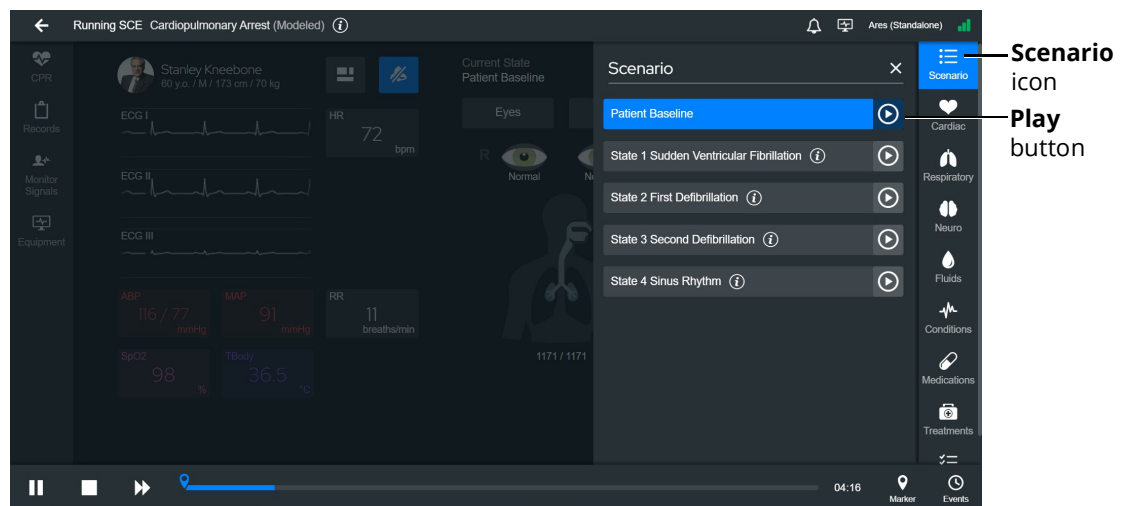 Running SCE Cardiopulmonary Arrest (Modeled)
Ares (Standalone)
CPR
Records
Monitor
Signals
Equipment
Stanley Kneebone
60 y.o. / M / 173 cm / 70 kg
ECG I
ECG II
ECG III
HR
72
bpm
ABP
116 / 77
mmHg
MAP
91
mmHg
RR
11
breaths/min
SpO2
98
%
TBody
36.5
°C
Current State
Patient Baseline
Eyes
R
Normal
1171 / 1171
Scenario
Patient Baseline
State 1 Sudden Ventricular Fibrillation
State 2 First Defibrillation
State 3 Second Defibrillation
State 4 Sinus Rhythm
Scenario
Cardiac
Respiratory
Neuro
Fluids
Conditions
Medications
Treatments
04:16
Marker
Events
Scenario
icon
Play
button